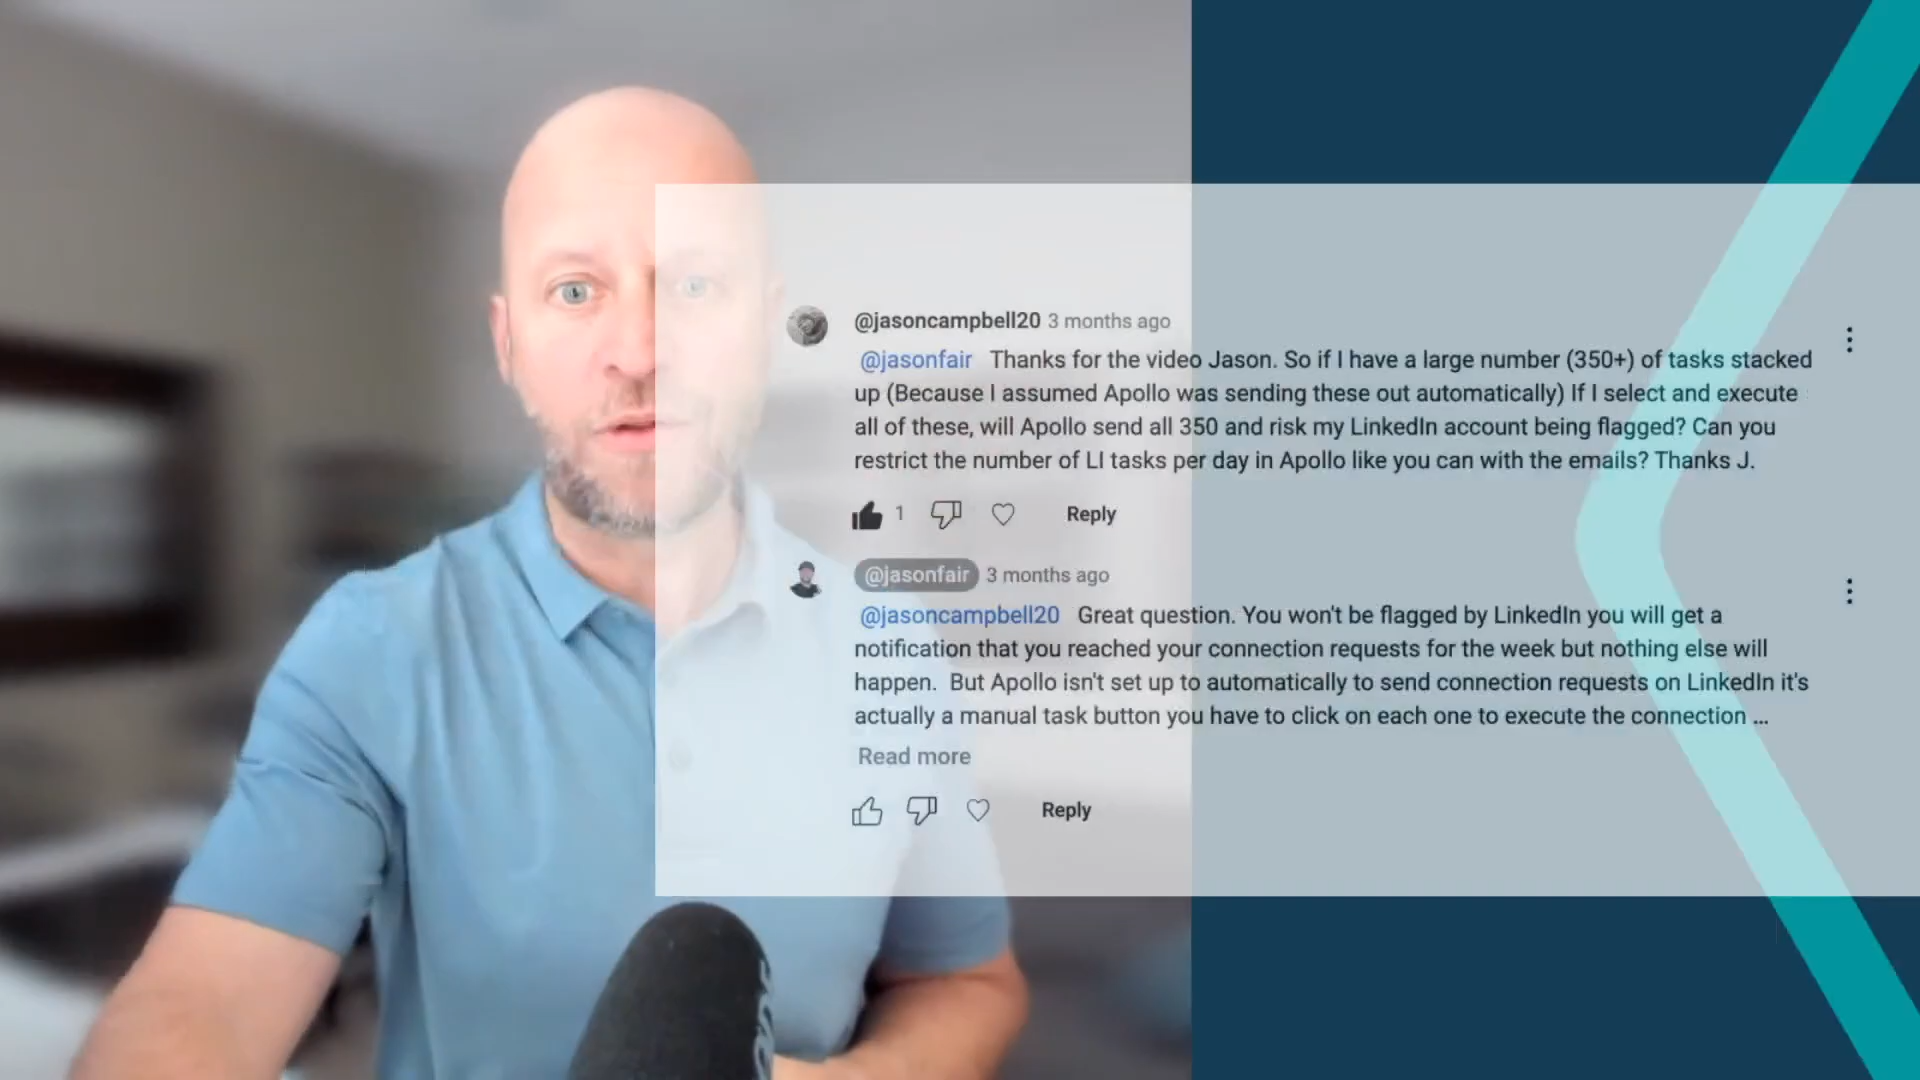 @jasoncampbell20 3 months ago
@jasonfair Thanks for the video Jason. So if I have a large number (350+) of tasks stacked
up (Because I assumed Apollo was sending these out automatically) If I select and execute
all of these, will Apollo send all 350 and risk my LinkedIn account being flagged? Can you
restrict the number of LI tasks per day in Apollo like you can with the emails? Thanks J.
1 Reply
@jasonfair 3 months ago
@jasoncampbell20 Great question. You won't be flagged by LinkedIn you will get a
notification that you reached your connection requests for the week but nothing else will
happen. But Apollo isn't set up to automatically to send connection requests on LinkedIn it's
actually a manual task button you have to click on each one to execute the connection ...
Read more
Reply